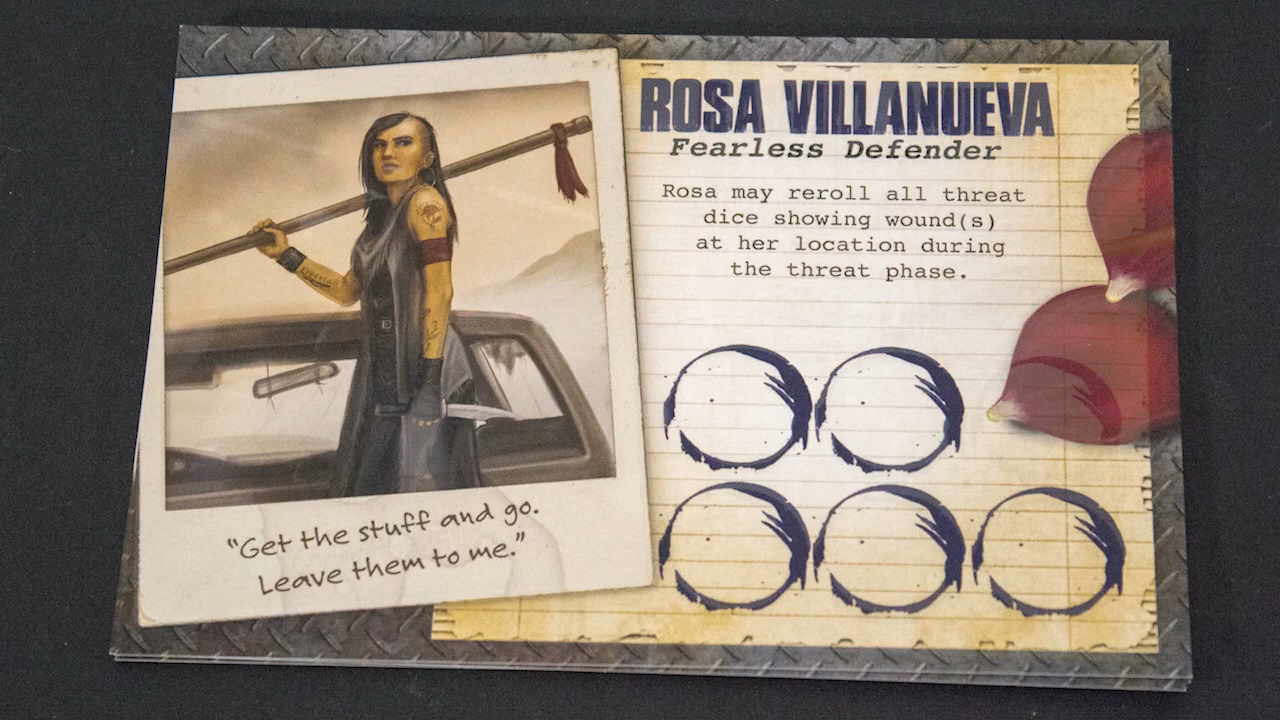 ROSA VILLANUEVA
Fearless Defender
Rosa may reroll all threat
dice showing wound(s)
at her location during
the threat phase.
"Get the stuff and go.
Leave them to me."